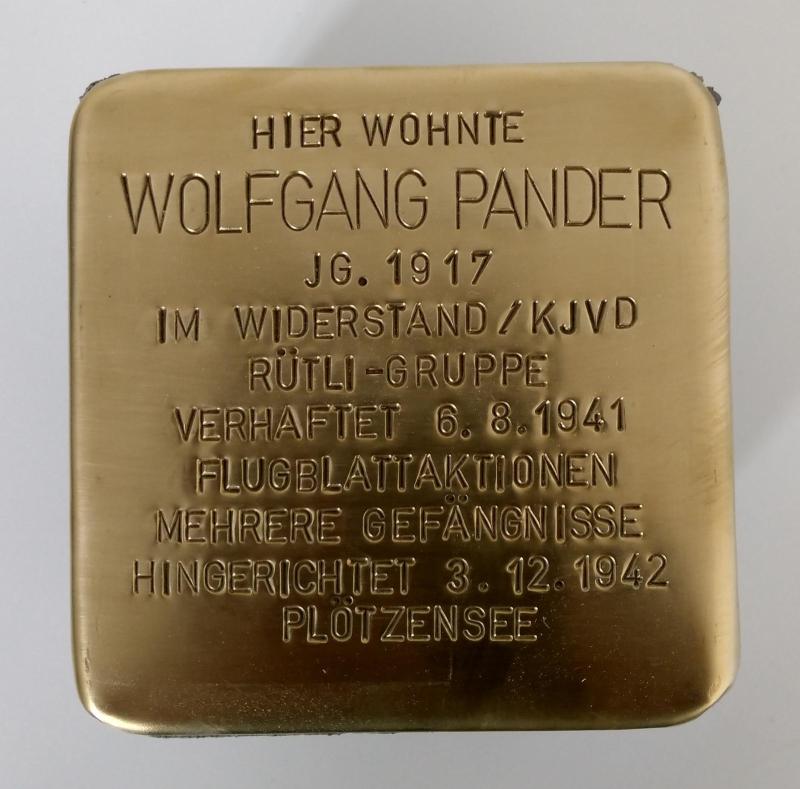 HIER WOHNTE
WOLFGANG PANDER
JG. 1917
IM WIDERSTAND/KJVD
RÜTLI-GRUPPE
VERHAFTET 6.8.1941
FLUGBLATTAKTIONEN
MEHRERE GEFÄNGNISSE
HINGERICHTET 3.12.1942
PLÖTZENSEE